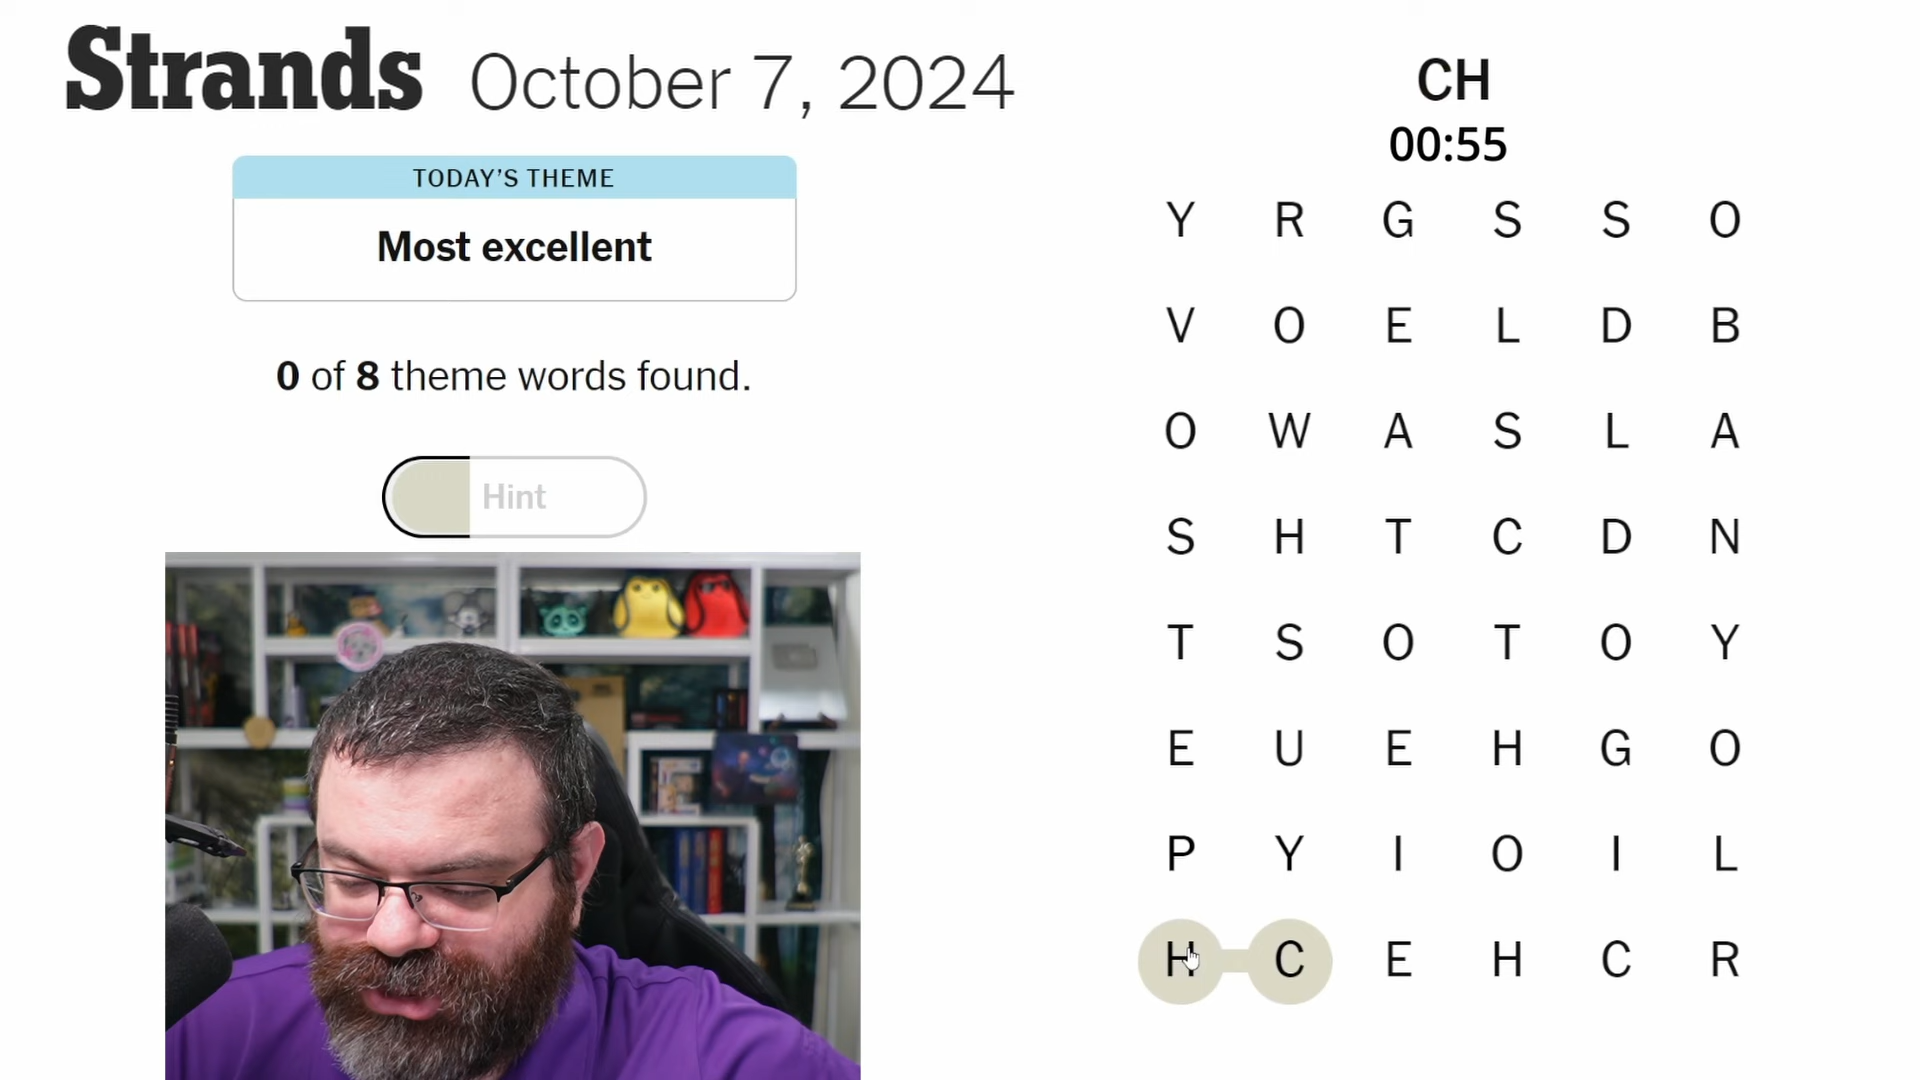 Strands October 7, 2024
TODAY'S THEME
Most excellent
0 of 8 theme words found.
Hint
CH
00:55
Y R G S S O
V O E L D B
O W A S L A
S H T C D N
T S O T O Y
E U E H G O
P Y I O I L
H C E H C R